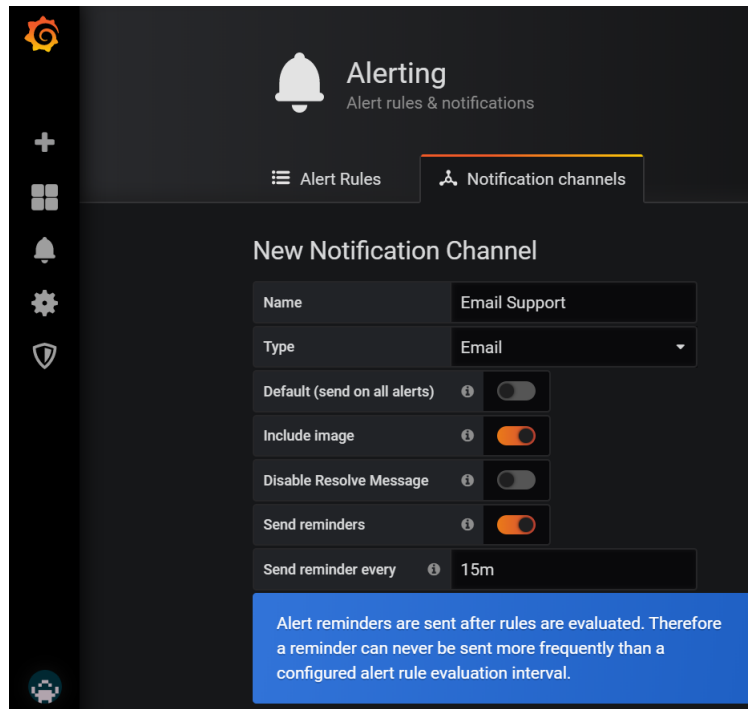 Alerting
Alert rules & notifications
Alert Rules
Notification channels
New Notification Channel
Name
Email Support
Type
Email
Default (send on all alerts)
Include image
Disable Resolve Message
Send reminders
Send reminder every
15m
Alert reminders are sent after rules are evaluated. Therefore
a reminder can never be sent more frequently than a
configured alert rule evaluation interval.